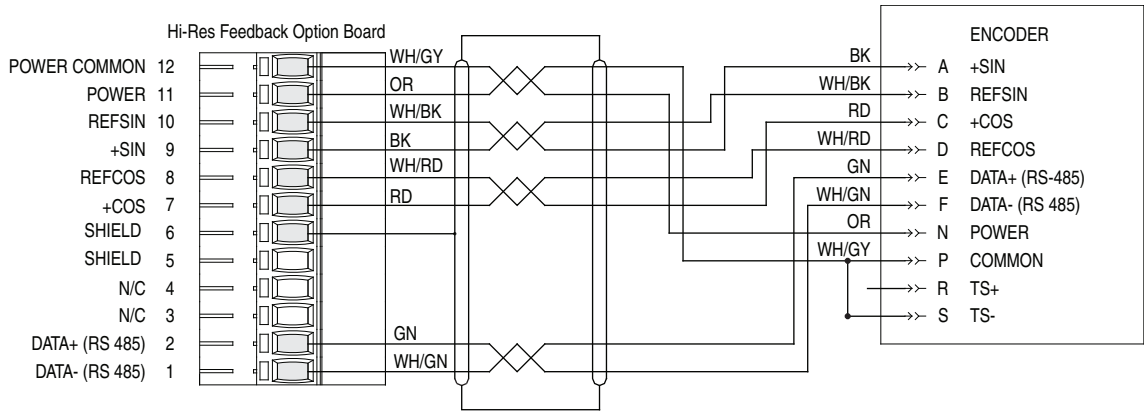 Hi-Res Feedback Option Board
POWER COMMON 12
POWER 11
REFSIN 10
+SIN 9
REFCOS 8
+COS 7
SHIELD 6
SHIELD 5
N/C 4
N/C 3
DATA+ (RS 485) 2
DATA- (RS 485) 1
WH/GY
OR
WH/BK
BK
WH/RD
RD
GN
WH/GN
BK
WH/BK
RD
WH/RD
GN
WH/GN
OR
WH/GY
ENCODER
A +SIN
B REFSIN
C +COS
D REFCOS
E DATA+ (RS-485)
F DATA- (RS 485)
N POWER
P COMMON
R TS+
S TS-